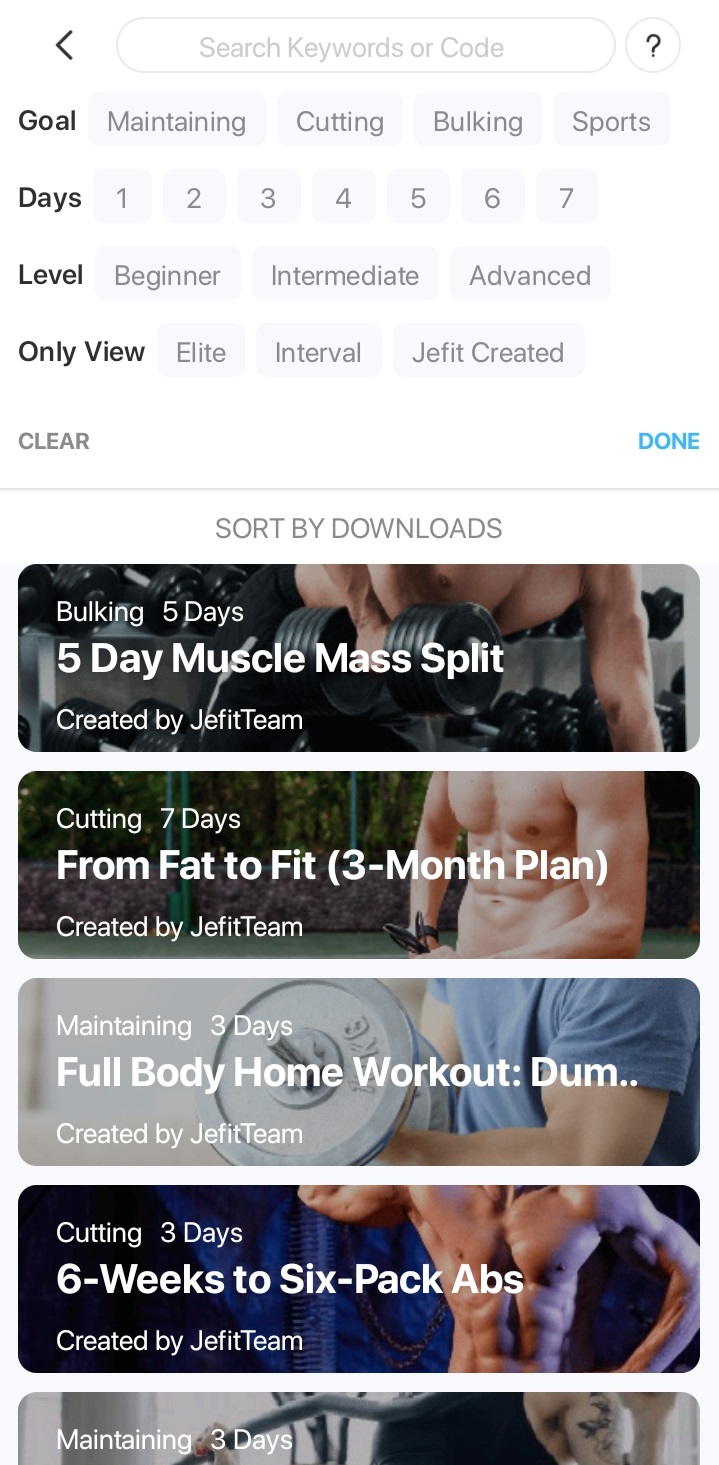 Search Keywords or Code ?
Goal Maintaining Cutting Bulking Sports
Days 1 2 3 4 5 6 7
Level Beginner Intermediate Advanced
Only View Elite Interval Jefit Created
CLEAR DONE
SORT BY DOWNLOADS
Bulking 5 Days
5 Day Muscle Mass Split
Created by JefitTeam
Cutting 7 Days
From Fat to Fit (3-Month Plan)
Created by JefitTeam
Maintaining 3 Days
Full Body Home Workout: Dum..
Created by JefitTeam
Cutting 3 Days
6-Weeks to Six-Pack Abs
Created by JefitTeam
Maintaining 3 Days